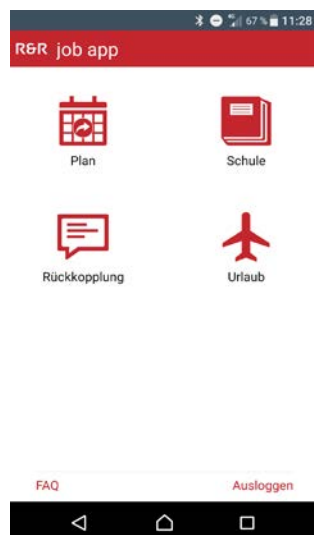 67 % 11:28
R&R job app
Plan
Schule
Rückkopplung
Urlaub
FAQ
Ausloggen